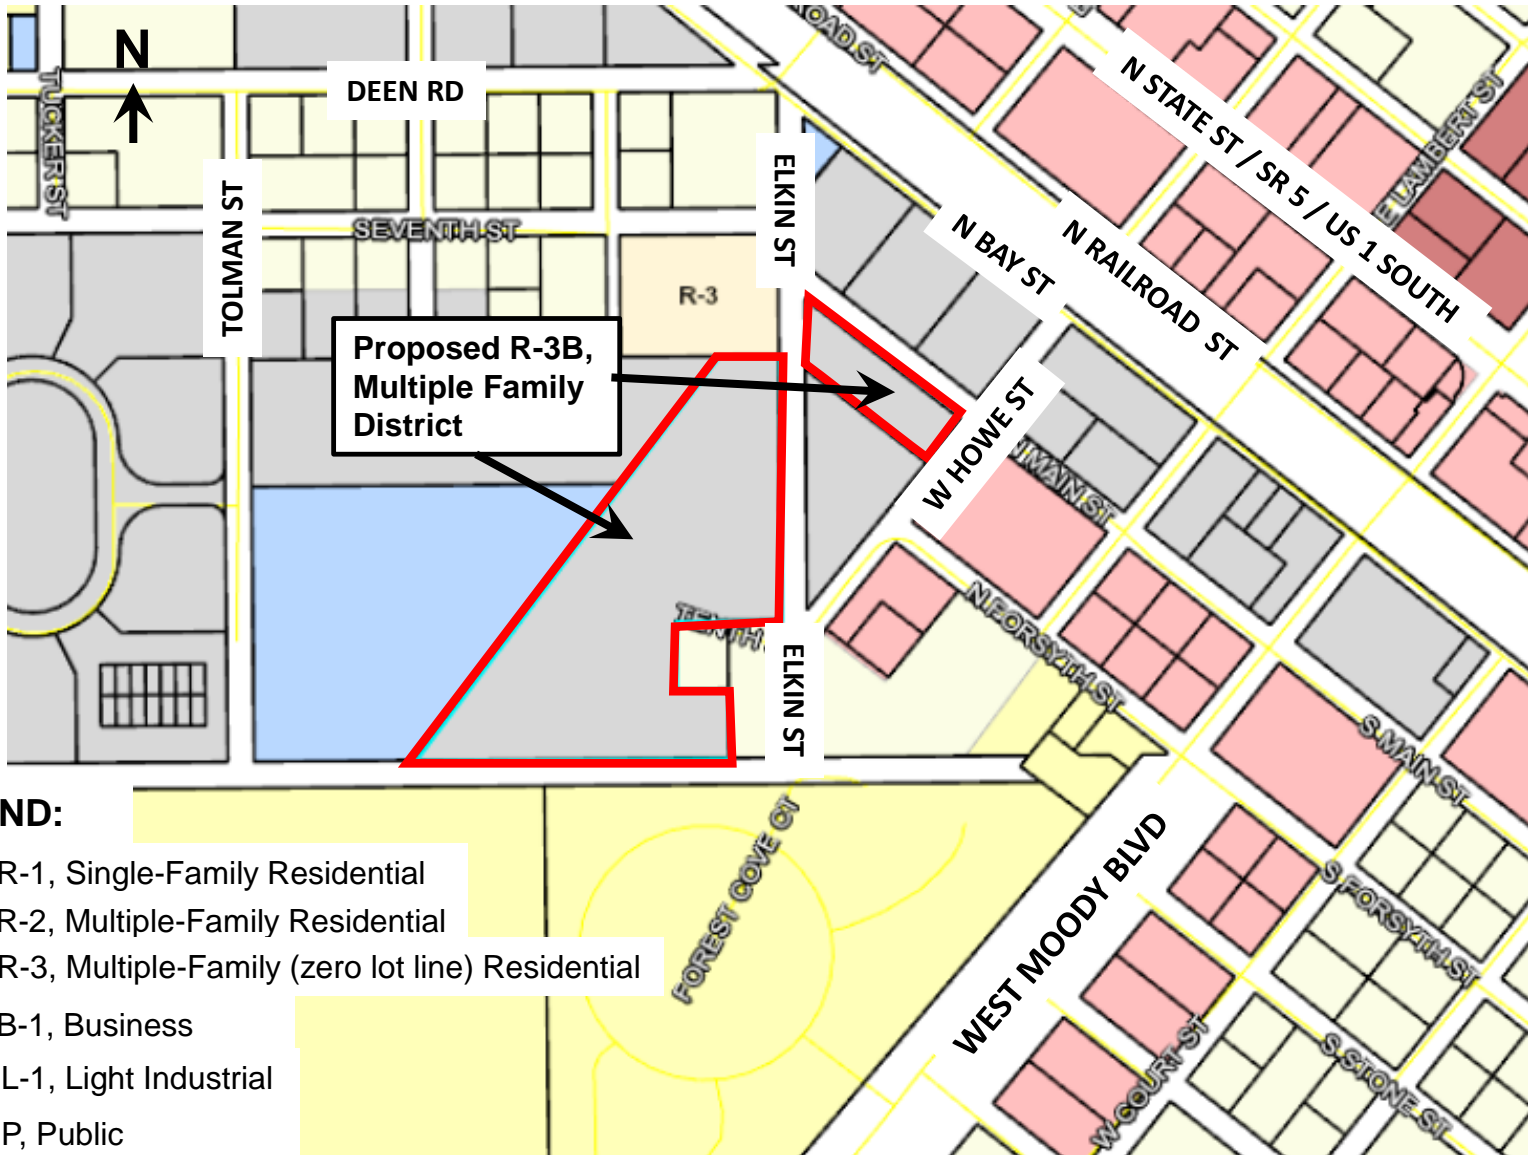 N
DEEN RD
TUCKER ST
TOLMAN ST
SEVENTH ST
ELKIN ST
R-3
N STATE ST / SR 5 / US 1 SOUTH
E LAMBERT ST
N BAY ST
N RAILROAD ST
Proposed R-3B,
Multiple Family
District
W HOWE ST
N MAIN ST
N FORSYTH ST
TENTH
ELKIN ST
S MAIN ST
FOREST COVE CT
WEST MOODY BLVD
S FORSYTH ST
S STONE ST
W COURT ST
ND:
R-1, Single-Family Residential
R-2, Multiple-Family Residential
R-3, Multiple-Family (zero lot line) Residential
B-1, Business
L-1, Light Industrial
P, Public